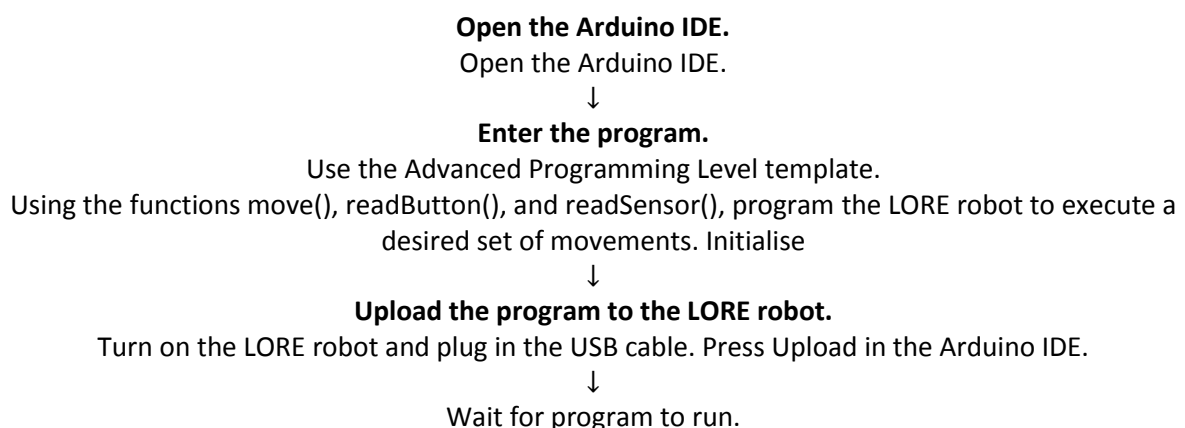 Open the Arduino IDE.
Open the Arduino IDE.
↓
Enter the program.
Use the Advanced Programming Level template.
Using the functions move(), readButton(), and readSensor(), program the LORE robot to execute a
desired set of movements. Initialise
↓
Upload the program to the LORE robot.
Turn on the LORE robot and plug in the USB cable. Press Upload in the Arduino IDE.
↓
Wait for program to run.